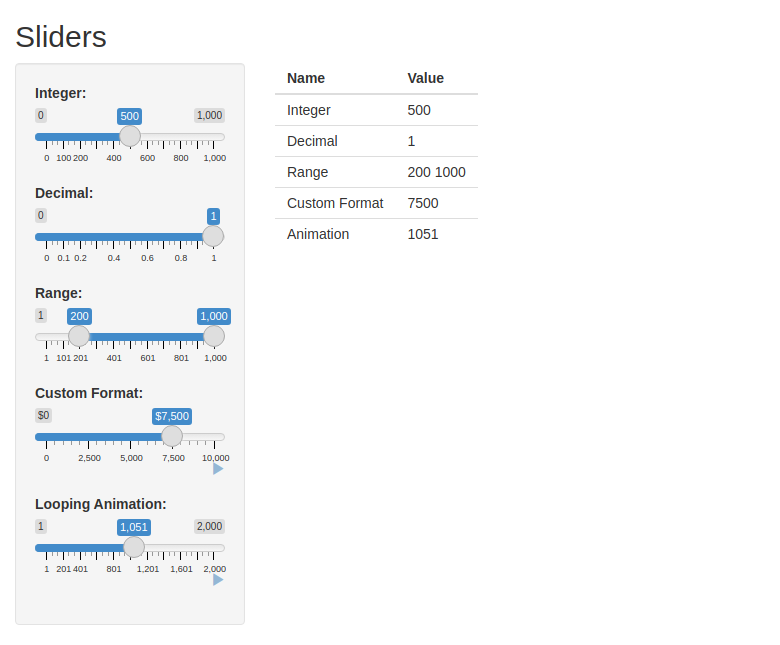 Sliders
Integer:
0 500 1,000
0 100 200 400 600 800 1,000
Decimal:
0 1
0 0.1 0.2 0.4 0.6 0.8 1
Range:
1 200 1,000
1 101 201 401 601 801 1,000
Custom Format:
$0 $7,500
0 2,500 5,000 7,500 10,000
Looping Animation:
1 1,051 2,000
1 201 401 801 1,201 1,601 2,000
Name Value
Integer 500
Decimal 1
Range 200 1000
Custom Format 7500
Animation 1051